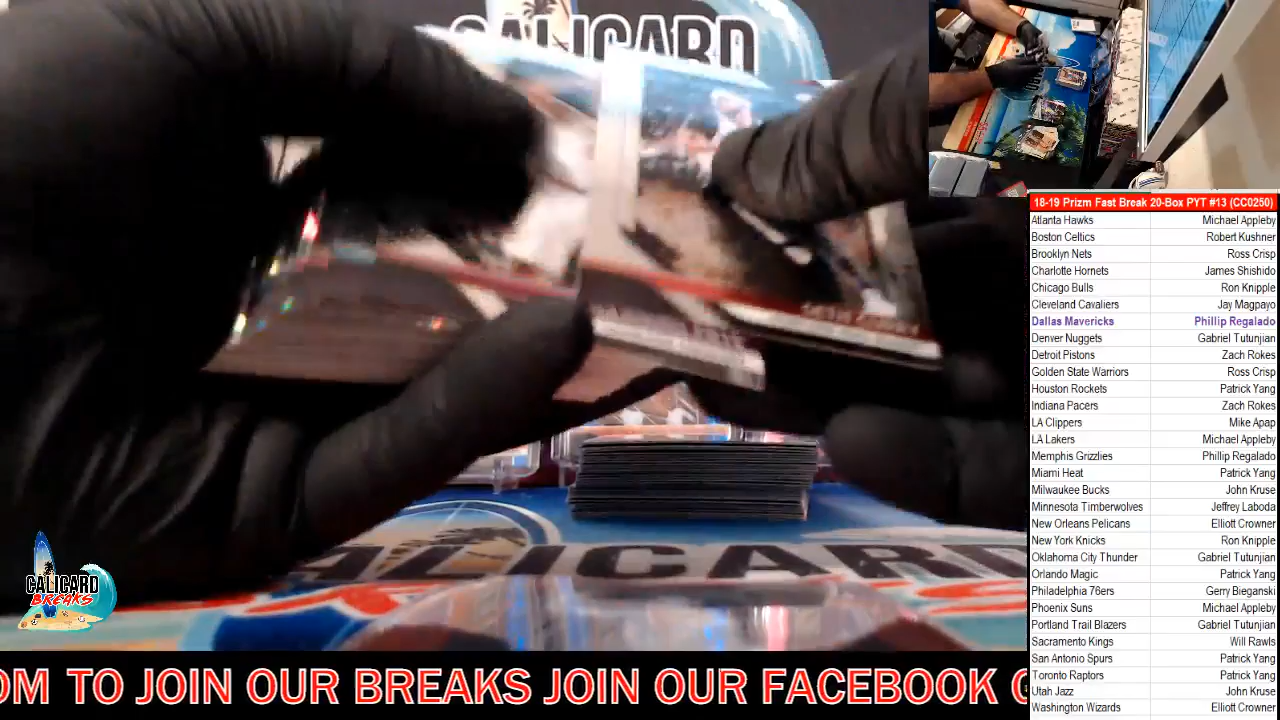 CALICARD
18-19 Prizm Fast Break 20-Box PYT #13 (CC0250)
Atlanta Hawks Michael Appleby
Boston Celtics Robert Kushner
Brooklyn Nets Ross Crisp
Charlotte Hornets James Shishido
Chicago Bulls Ron Knipple
Cleveland Cavaliers Jay Magpayo
Dallas Mavericks Phillip Regalado
Denver Nuggets Gabriel Tutunjian
Detroit Pistons Zach Rokes
Golden State Warriors Ross Crisp
Houston Rockets Patrick Yang
Indiana Pacers Zach Rokes
LA Clippers Mike Apap
LA Lakers Michael Appleby
Memphis Grizzlies Phillip Regalado
Miami Heat Patrick Yang
Milwaukee Bucks John Kruse
Minnesota Timberwolves Jeffrey Laboda
New Orleans Pelicans Elliott Crowner
New York Knicks Ron Knipple
Oklahoma City Thunder Gabriel Tutunjian
Orlando Magic Patrick Yang
Philadelphia 76ers Gerry Bieganski
Phoenix Suns Michael Appleby
Portland Trail Blazers Gabriel Tutunjian
Sacramento Kings Will Rawls
San Antonio Spurs Patrick Yang
Toronto Raptors Patrick Yang
Utah Jazz John Kruse
Washington Wizards Elliott Crowner
CALICARD
CALICARD
BREAKS
OM TO JOIN OUR BREAKS JOIN OUR FACEBOOK G